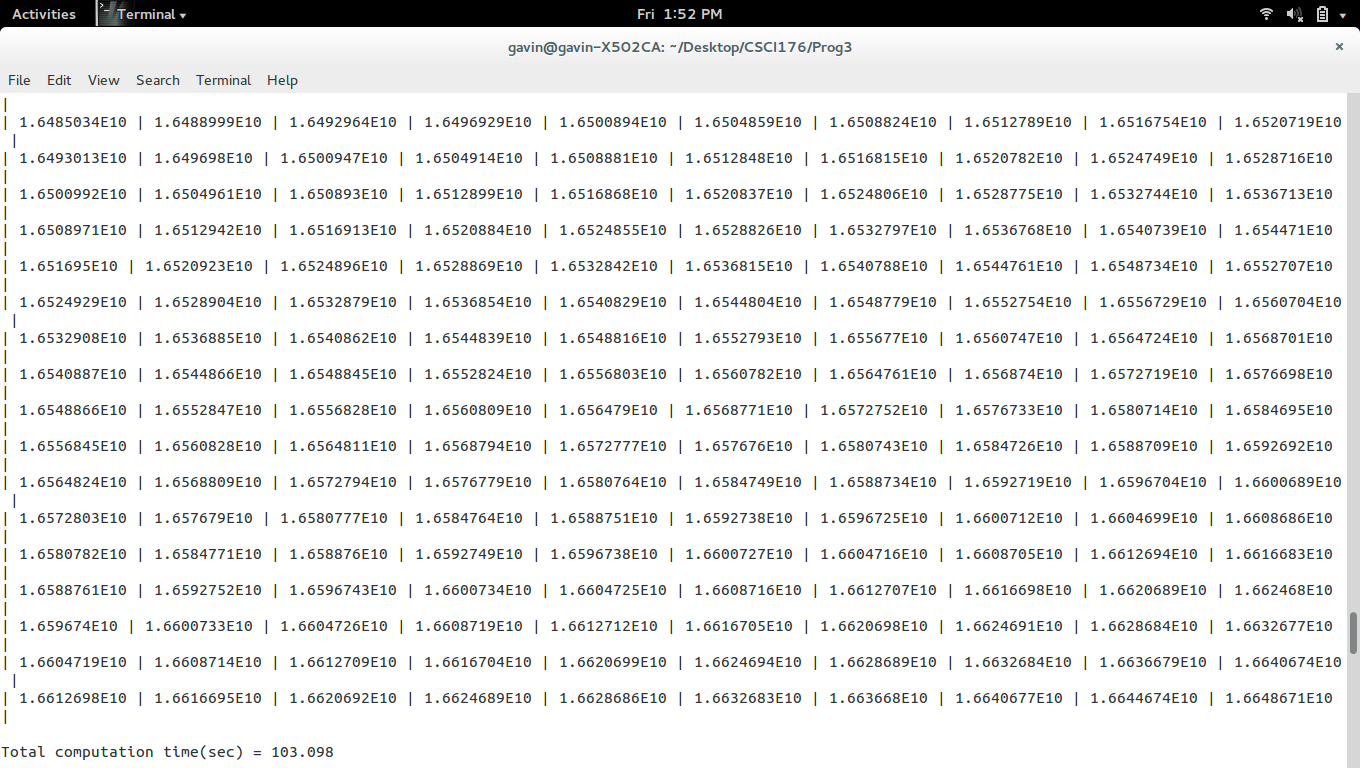 Activities Terminal Fri 1:52 PM
gavin@gavin-X502CA: ~/Desktop/CSCI176/Prog3 ×
File Edit View Search Terminal Help
|
| 1.6485034E10 | 1.6488999E10 | 1.6492964E10 | 1.6496929E10 | 1.6500894E10 | 1.6504859E10 | 1.6508824E10 | 1.6512789E10 | 1.6516754E10 | 1.6520719E10
|
| 1.6493013E10 | 1.649698E10 | 1.6500947E10 | 1.6504914E10 | 1.6508881E10 | 1.6512848E10 | 1.6516815E10 | 1.6520782E10 | 1.6524749E10 | 1.6528716E10
|
| 1.6500992E10 | 1.6504961E10 | 1.650893E10 | 1.6512899E10 | 1.6516868E10 | 1.6520837E10 | 1.6524806E10 | 1.6528775E10 | 1.6532744E10 | 1.6536713E10
|
| 1.6508971E10 | 1.6512942E10 | 1.6516913E10 | 1.6520884E10 | 1.6524855E10 | 1.6528826E10 | 1.6532797E10 | 1.6536768E10 | 1.6540739E10 | 1.654471E10
|
| 1.651695E10 | 1.6520923E10 | 1.6524896E10 | 1.6528869E10 | 1.6532842E10 | 1.6536815E10 | 1.6540788E10 | 1.6544761E10 | 1.6548734E10 | 1.6552707E10
|
| 1.6524929E10 | 1.6528904E10 | 1.6532879E10 | 1.6536854E10 | 1.6540829E10 | 1.6544804E10 | 1.6548779E10 | 1.6552754E10 | 1.6556729E10 | 1.6560704E10
|
| 1.6532908E10 | 1.6536885E10 | 1.6540862E10 | 1.6544839E10 | 1.6548816E10 | 1.6552793E10 | 1.655677E10 | 1.6560747E10 | 1.6564724E10 | 1.6568701E10
|
| 1.6540887E10 | 1.6544866E10 | 1.6548845E10 | 1.6552824E10 | 1.6556803E10 | 1.6560782E10 | 1.6564761E10 | 1.656874E10 | 1.6572719E10 | 1.6576698E10
|
| 1.6548866E10 | 1.6552847E10 | 1.6556828E10 | 1.6560809E10 | 1.656479E10 | 1.6568771E10 | 1.6572752E10 | 1.6576733E10 | 1.6580714E10 | 1.6584695E10
|
| 1.6556845E10 | 1.6560828E10 | 1.6564811E10 | 1.6568794E10 | 1.6572777E10 | 1.657676E10 | 1.6580743E10 | 1.6584726E10 | 1.6588709E10 | 1.6592692E10
|
| 1.6564824E10 | 1.6568809E10 | 1.6572794E10 | 1.6576779E10 | 1.6580764E10 | 1.6584749E10 | 1.6588734E10 | 1.6592719E10 | 1.6596704E10 | 1.6600689E10
|
| 1.6572803E10 | 1.657679E10 | 1.6580777E10 | 1.6584764E10 | 1.6588751E10 | 1.6592738E10 | 1.6596725E10 | 1.6600712E10 | 1.6604699E10 | 1.6608686E10
|
| 1.6580782E10 | 1.6584771E10 | 1.658876E10 | 1.6592749E10 | 1.6596738E10 | 1.6600727E10 | 1.6604716E10 | 1.6608705E10 | 1.6612694E10 | 1.6616683E10
|
| 1.6588761E10 | 1.6592752E10 | 1.6596743E10 | 1.6600734E10 | 1.6604725E10 | 1.6608716E10 | 1.6612707E10 | 1.6616698E10 | 1.6620689E10 | 1.662468E10
|
| 1.659674E10 | 1.6600733E10 | 1.6604726E10 | 1.6608719E10 | 1.6612712E10 | 1.6616705E10 | 1.6620698E10 | 1.6624691E10 | 1.6628684E10 | 1.6632677E10
|
| 1.6604719E10 | 1.6608714E10 | 1.6612709E10 | 1.6616704E10 | 1.6620699E10 | 1.6624694E10 | 1.6628689E10 | 1.6632684E10 | 1.6636679E10 | 1.6640674E10
|
| 1.6612698E10 | 1.6616695E10 | 1.6620692E10 | 1.6624689E10 | 1.6628686E10 | 1.6632683E10 | 1.663668E10 | 1.6640677E10 | 1.6644674E10 | 1.6648671E10
|
Total computation time(sec) = 103.098